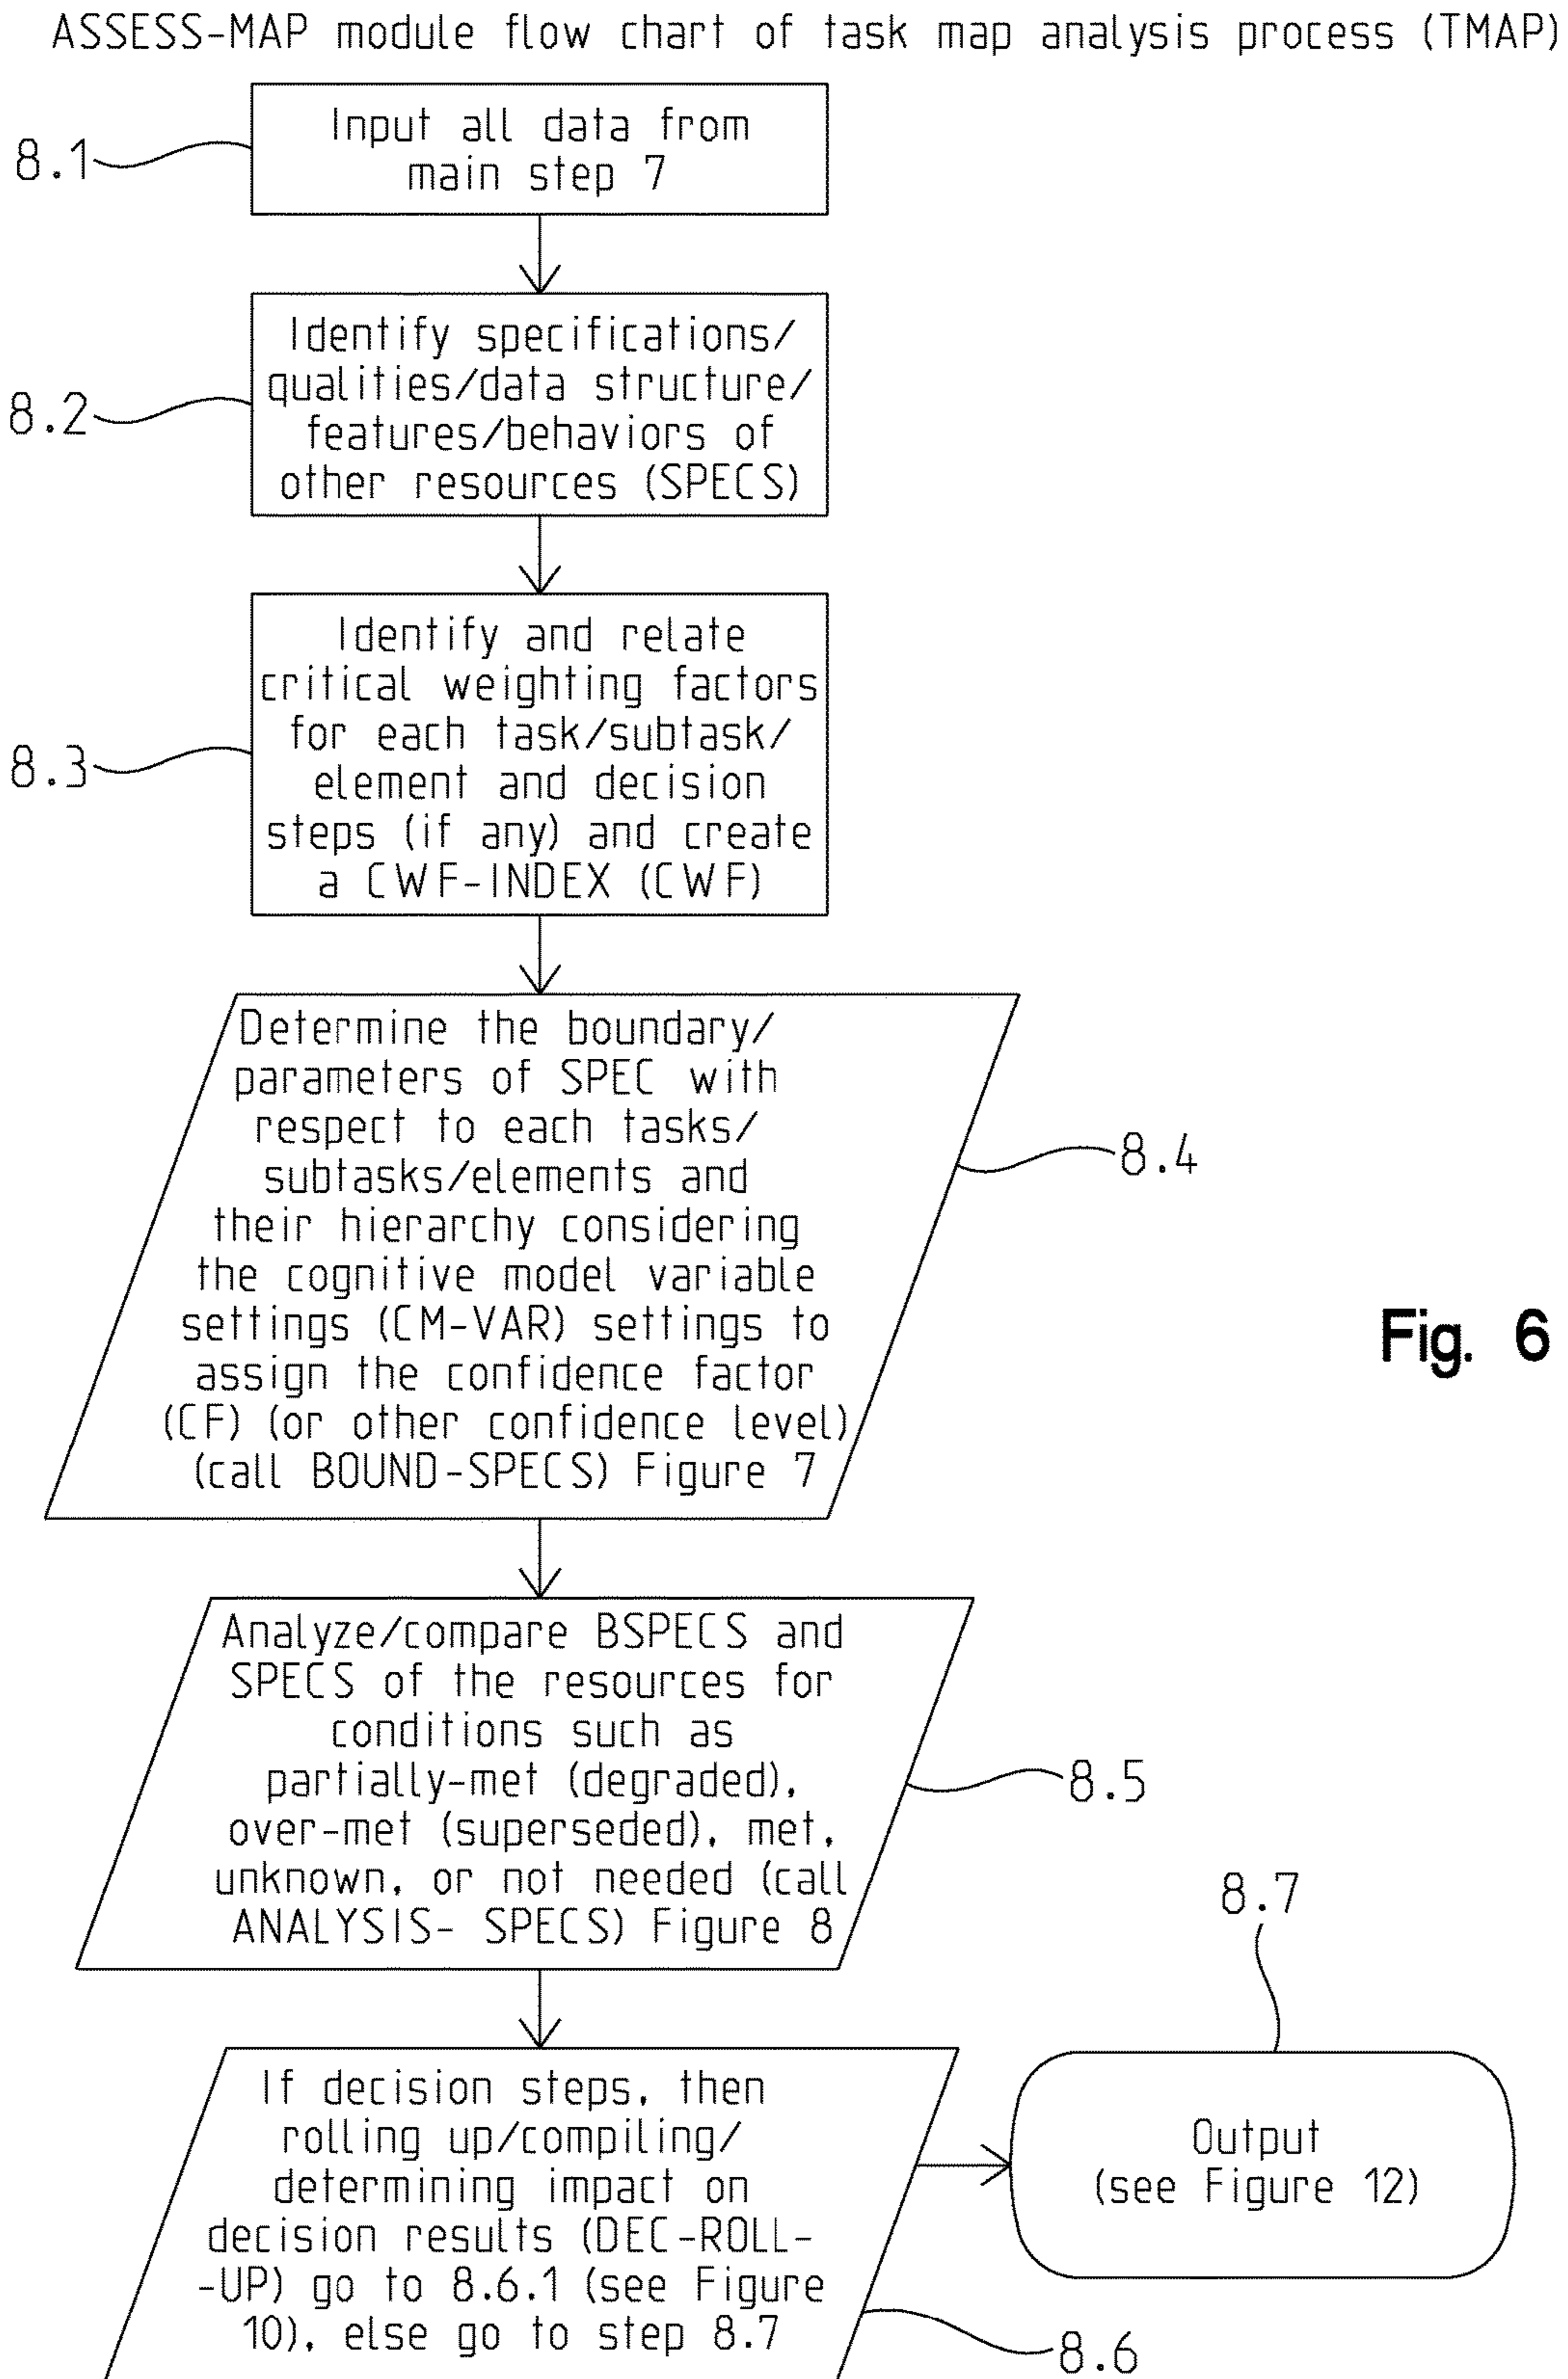 ASSESS-MAP module flow chart of task map analysis process (TMAP)
8.1
Input all data from
main step 7
8.2
Identify specifications/
qualities/data structure/
features/behaviors of
other resources (SPECS)
8.3
Identify and relate
critical weighting factors
for each task/subtask/
element and decision
steps (if any) and create
a CWF-INDEX (CWF)
Determine the boundary/
parameters of SPEC with
respect to each tasks/
subtasks/elements and
their hierarchy considering
the cognitive model variable
settings (CM-VAR) settings to
assign the confidence factor
(CF) (or other confidence level)
(call BOUND-SPECS) Figure 7
8.4
Fig. 6
Analyze/compare BSPECS and
SPECS of the resources for
conditions such as
partially-met (degraded),
over-met (superseded), met,
unknown, or not needed (call
ANALYSIS- SPECS) Figure 8
8.5
8.7
If decision steps, then
rolling up/compiling/
determining impact on
decision results (DEC-ROLL-
-UP) go to 8.6.1 (see Figure
10), else go to step 8.7
8.6
Output
(see Figure 12)